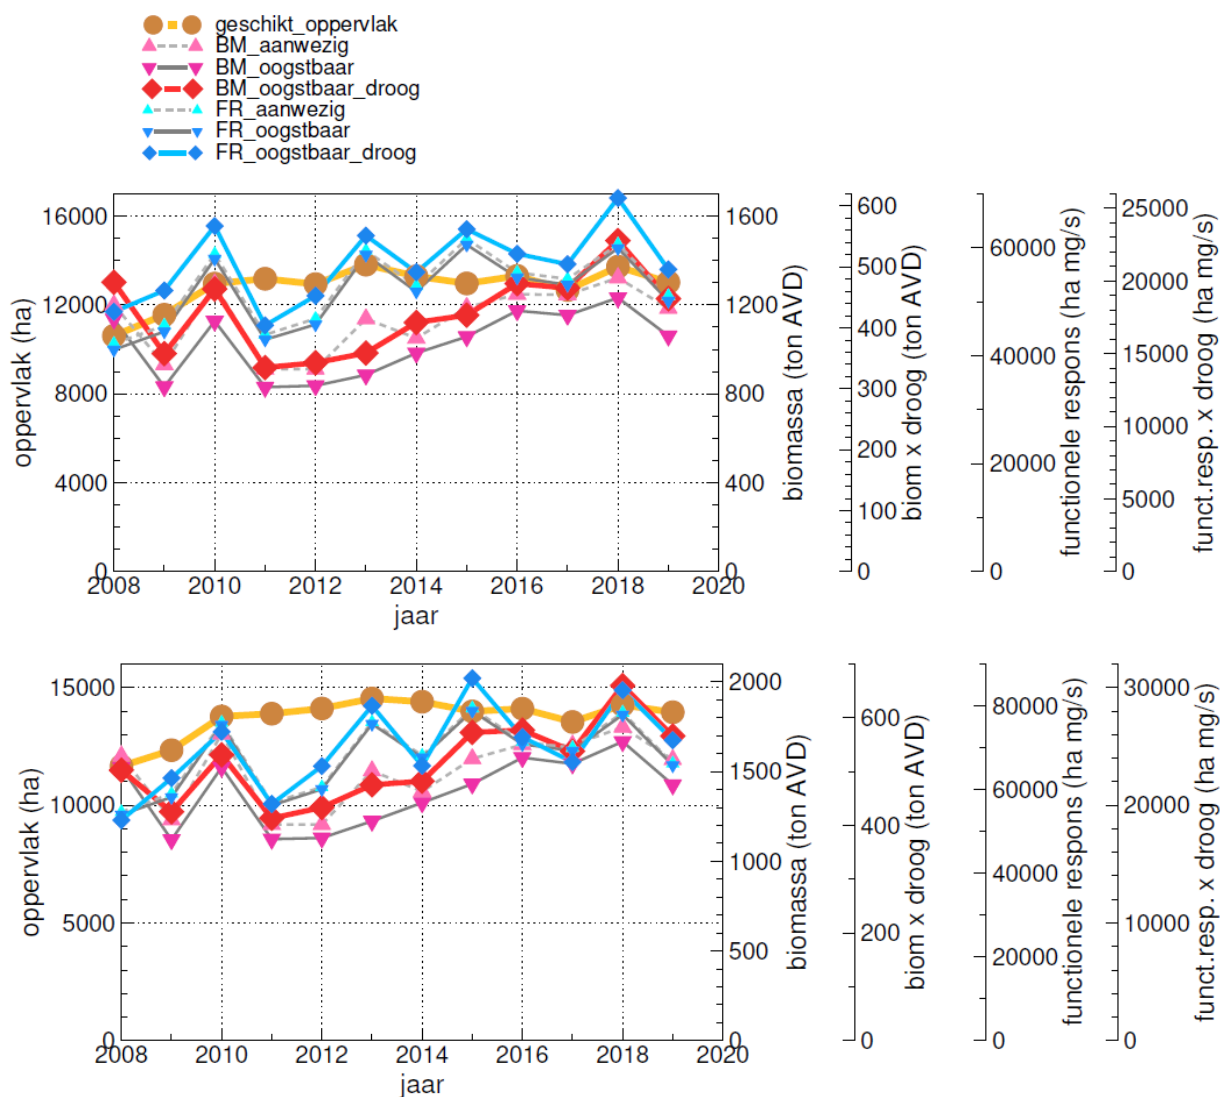 geschikt_oppervlak
BM_aanwezig
BM_oogstbaar
BM_oogstbaar_droog
FR_aanwezig
FR_oogstbaar
FR_oogstbaar_droog
16000
12000
8000
4000
0
oppervlak (ha)
2008 2010 2012 2014 2016 2018 2020
jaar
1600
1200
800
400
0
biomassa (ton AVD)
600
500
400
300
200
100
0
biom x droog (ton AVD)
60000
40000
20000
0
functionele respons (ha mg/s)
25000
20000
15000
10000
5000
0
funct.resp. x droog (ha mg/s)
15000
10000
5000
0
oppervlak (ha)
2008 2010 2012 2014 2016 2018 2020
jaar
2000
1500
1000
500
0
biomassa (ton AVD)
600
400
200
0
biom x droog (ton AVD)
80000
60000
40000
20000
0
functionele respons (ha mg/s)
30000
20000
10000
0
funct.resp. x droog (ha mg/s)